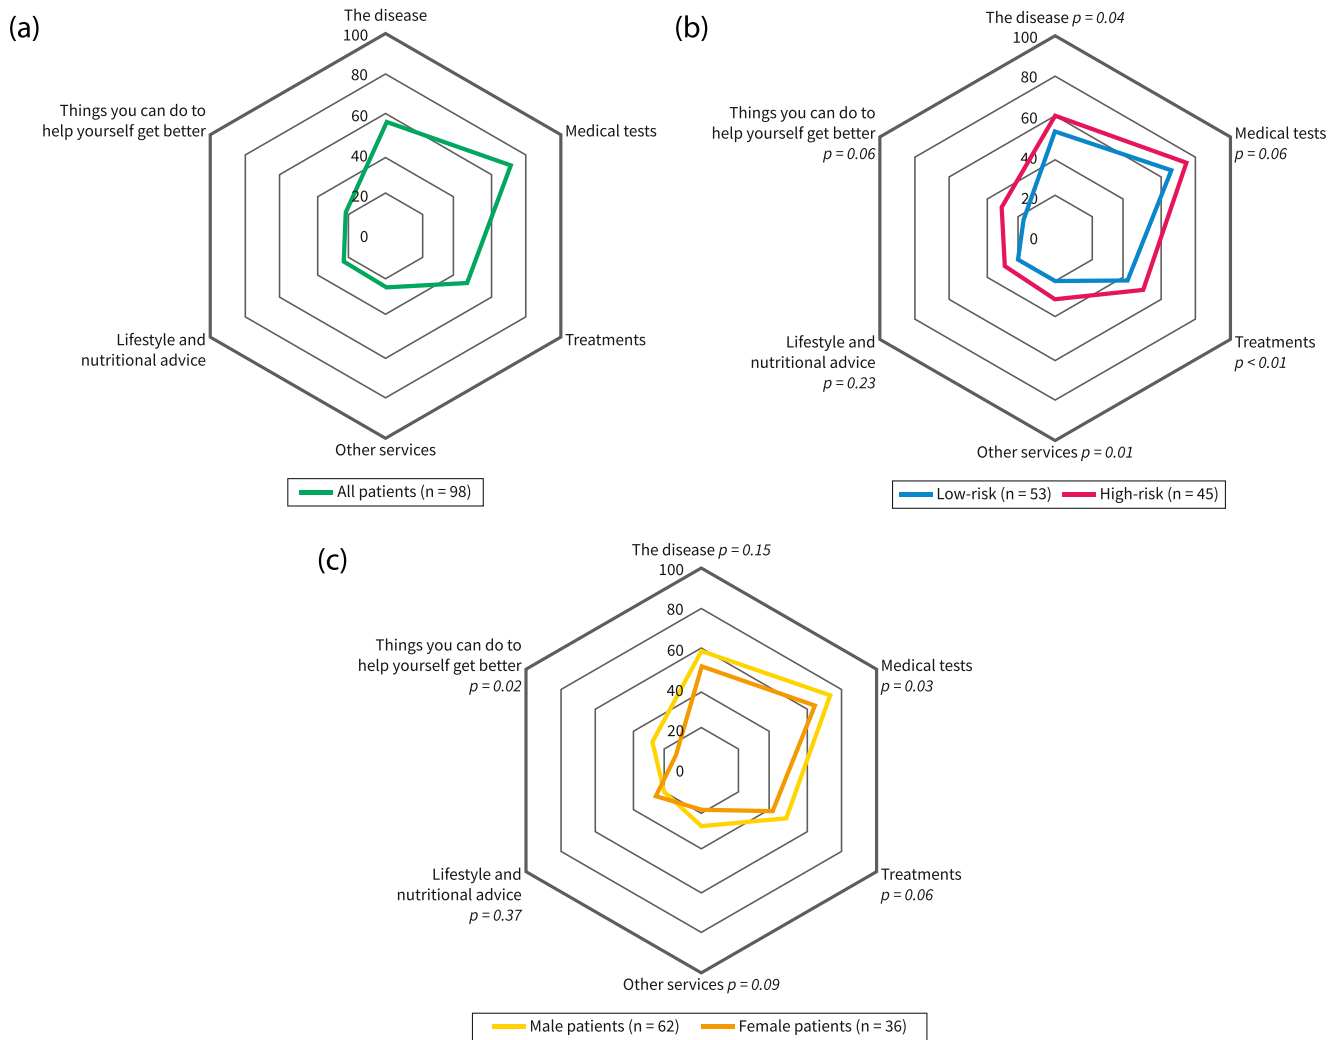 (a)
The disease
100
80
60
40
20
0
Things you can do to
help yourself get better
Medical tests
Lifestyle and
nutritional advice
Treatments
Other services
All patients (n = 98)
(b)
The disease p = 0.04
100
80
60
40
20
0
Things you can do to
help yourself get better
p = 0.06
Medical tests
p = 0.06
Lifestyle and
nutritional advice
p = 0.23
Treatments
p < 0.01
Other services p = 0.01
Low-risk (n = 53) High-risk (n = 45)
(c)
The disease p = 0.15
100
80
60
40
20
0
Things you can do to
help yourself get better
p = 0.02
Medical tests
p = 0.03
Lifestyle and
nutritional advice
p = 0.37
Treatments
p = 0.06
Other services p = 0.09
Male patients (n = 62) Female patients (n = 36)